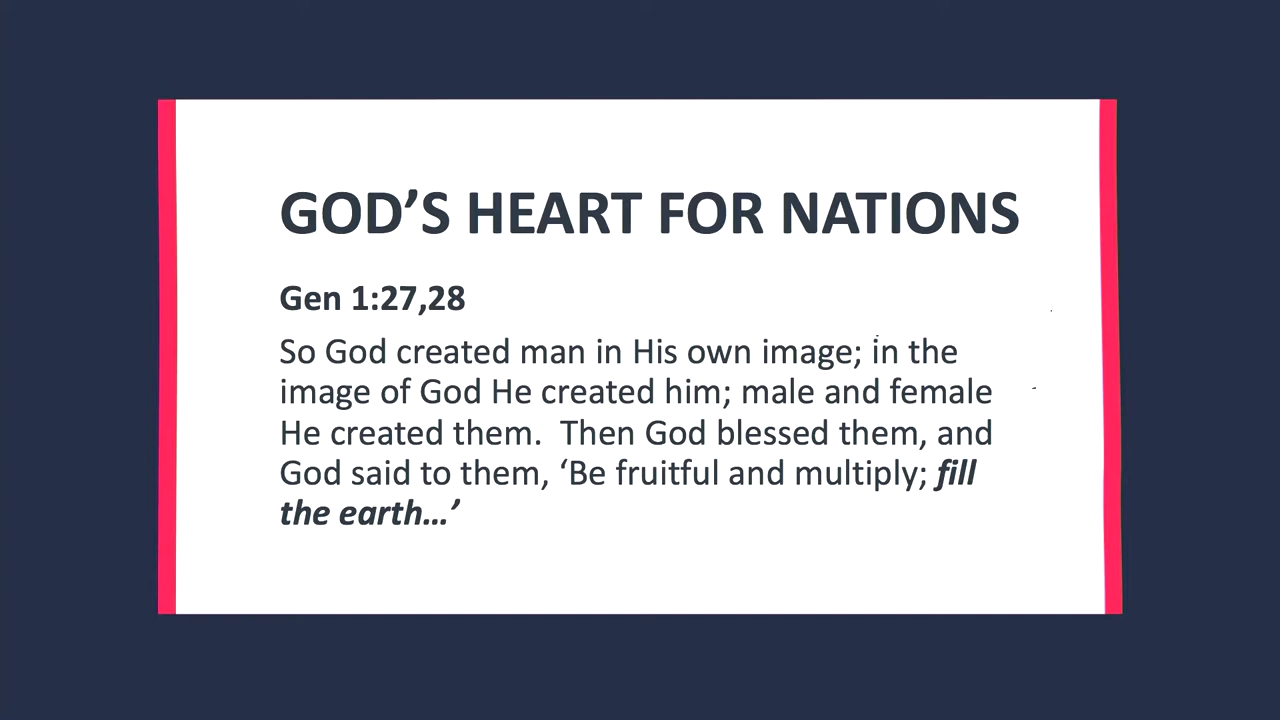 GOD’S HEART FOR NATIONS
Gen 1:27,28
So God created man in His own image; in the
image of God He created him; male and female
He created them.  Then God blessed them, and
God said to them, ‘Be fruitful and multiply; fill
the earth…’